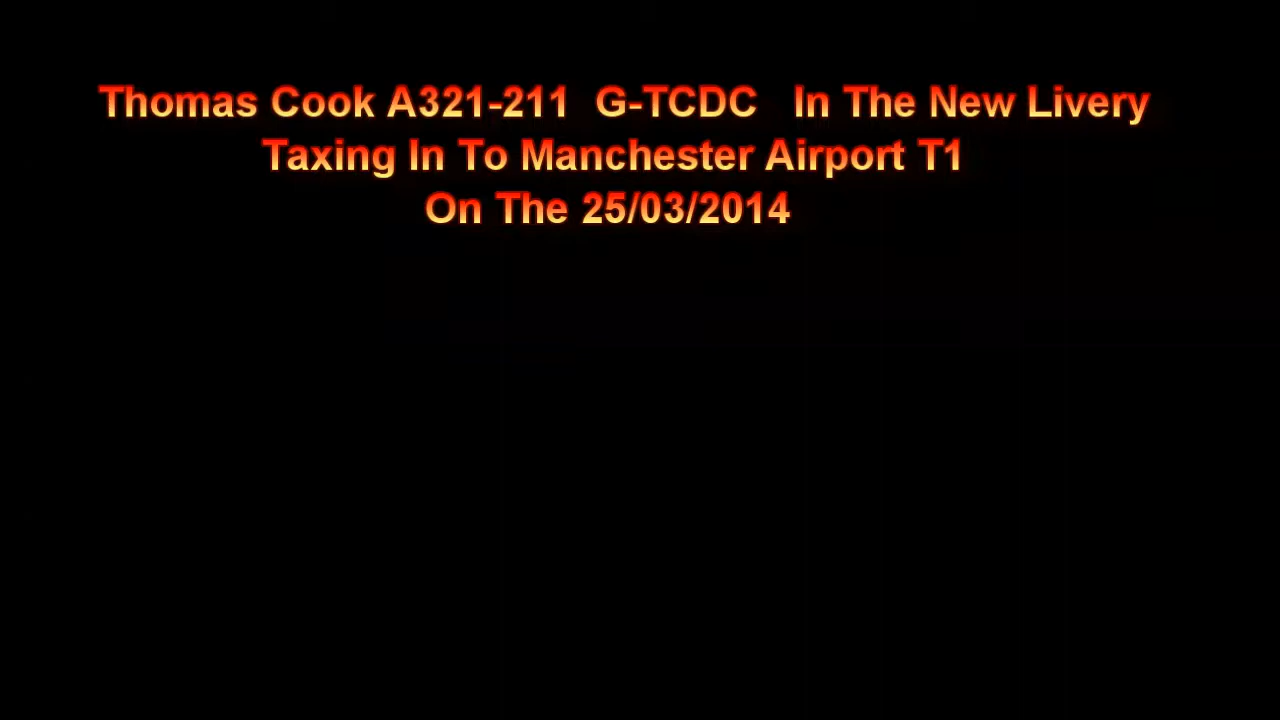 Thomas Cook A321-211 G-TCDC In The New Livery
Taxing In To Manchester Airport T1
On The 25/03/2014